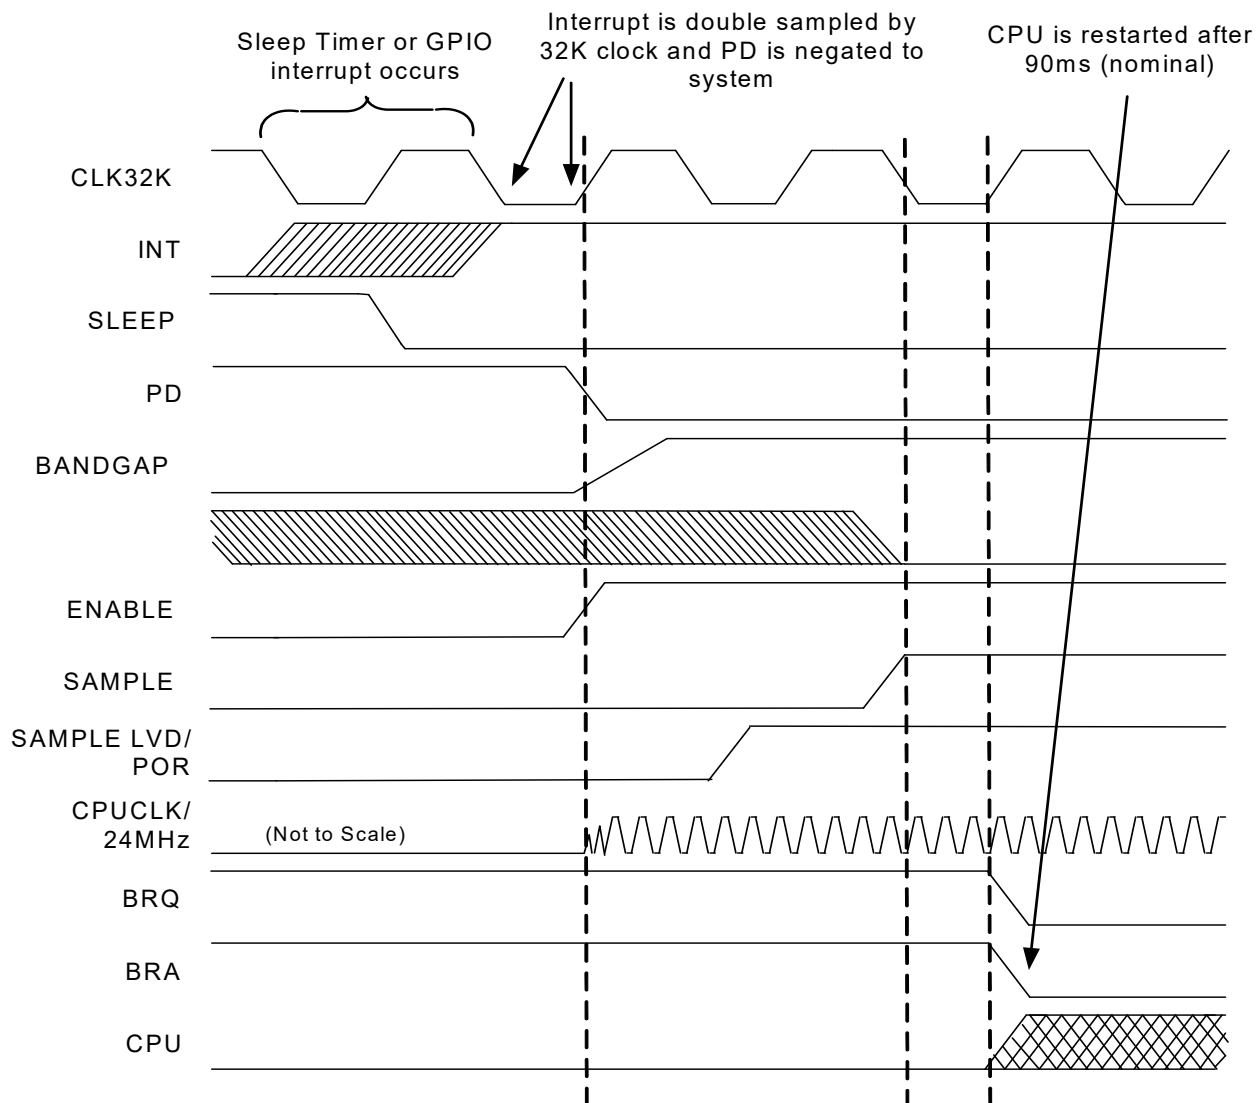 Sleep Timer or GPIO
interrupt occurs
Interrupt is double sampled by
32K clock and PD is negated to
system
CPU is restarted after
90ms (nominal)
CLK32K
INT
SLEEP
PD
BANDGAP
ENABLE
SAMPLE
SAMPLE LVD/
POR
CPUCLK/
24MHz
(Not to Scale)
BRQ
BRA
CPU